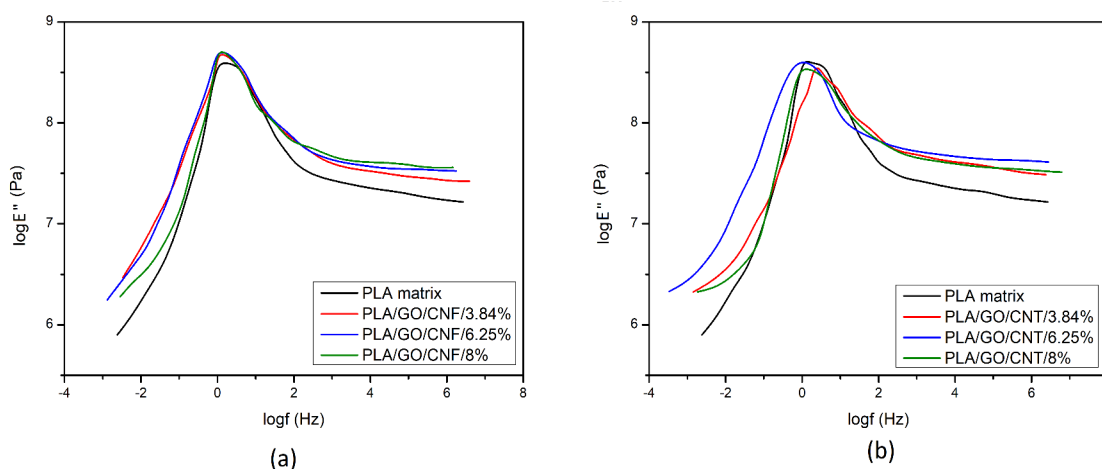 9
8
7
6
logE" (Pa)
-4 -2 0 2 4 6 8
logf (Hz)
PLA matrix
PLA/GO/CNF/3.84%
PLA/GO/CNF/6.25%
PLA/GO/CNF/8%
(a)
9
8
7
6
logE" (Pa)
-4 -2 0 2 4 6
logf (Hz)
PLA matrix
PLA/GO/CNT/3.84%
PLA/GO/CNT/6.25%
PLA/GO/CNT/8%
(b)